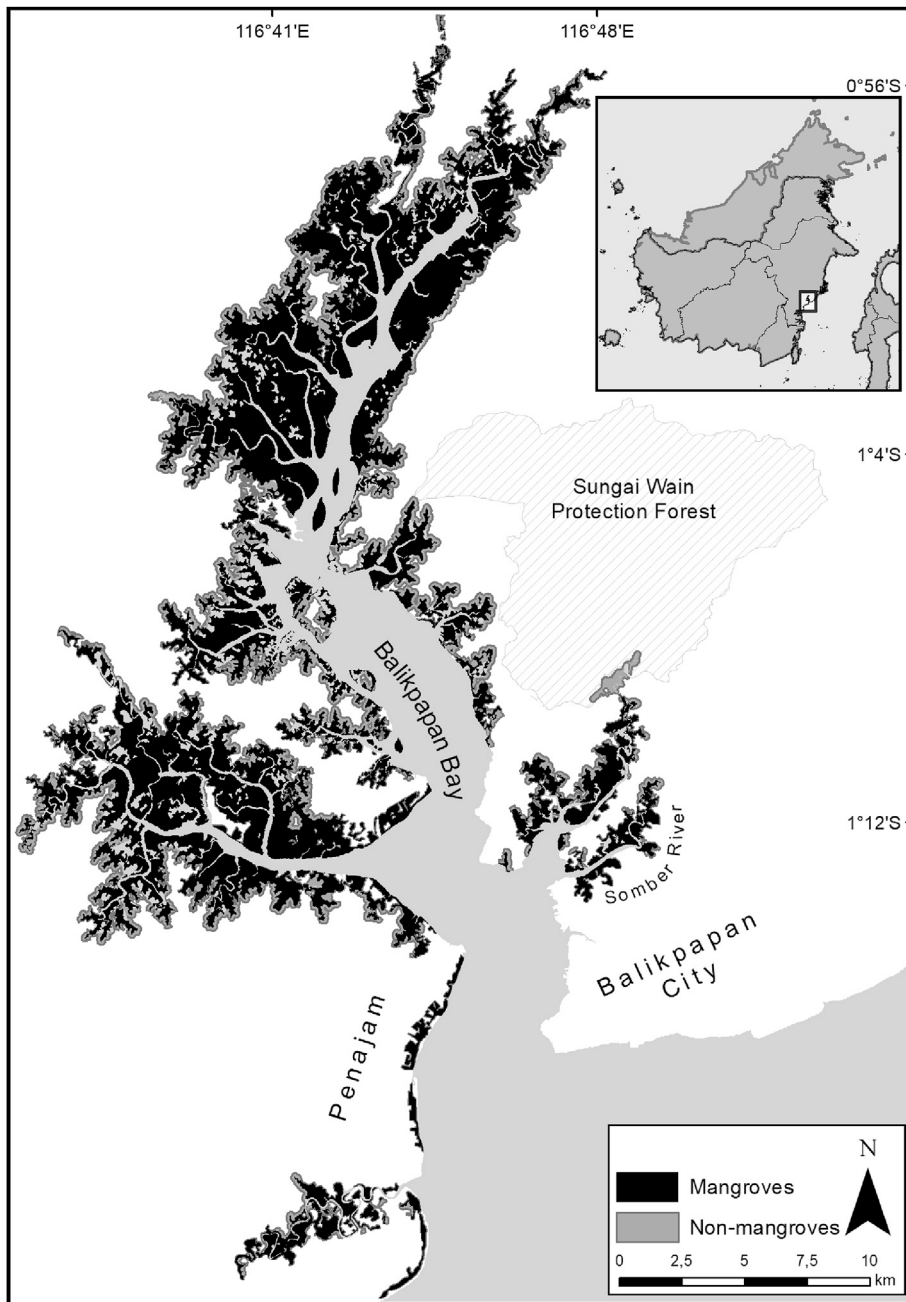 116°41'E
116°48'E
0°56'S
1°4'S
Sungai Wain
Protection Forest
Balikpapan Bay
1°12'S
Somber River
Balikpapan
City
Penajam
N
Mangroves
Non-mangroves
0 2,5 5 7,5 10
km